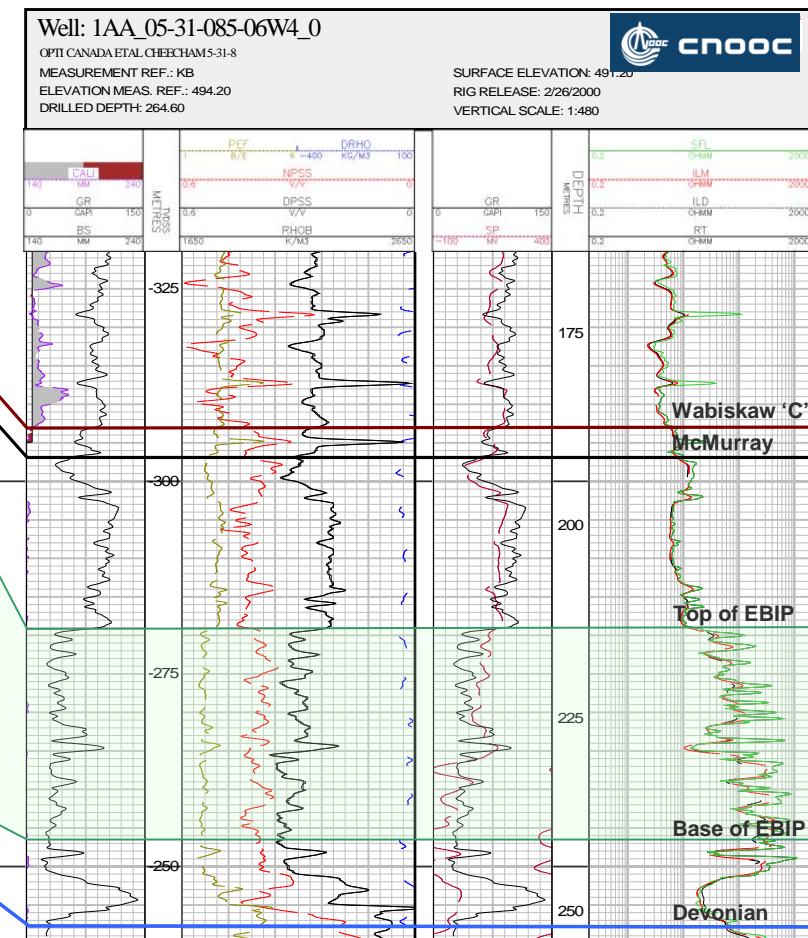 Well: 1AA_05-31-085-06W4_0
OPTI CANADA ETAL CHEECHAM 5-31-8
MEASUREMENT REF.: KB
ELEVATION MEAS. REF.: 494.20
DRILLED DEPTH: 264.60
SURFACE ELEVATION: 491.20
RIG RELEASE: 2/26/2000
VERTICAL SCALE: 1:480
CNOOC cnooc
CALI
140 MM 240
GR
0 GAPI 150
BS
140 MM 240
METRES
TVDSS
PEF DRHO
1 B/E 6 -400 KG/M3 100
NPSS
0.6 V/V 0
DPSS
0.6 V/V 0
RHOB
1650 K/M3 2650
GR
0 GAPI 150
SP
-100 MV 400
DEPTH
METRES
SFL
0.2 OHMM 2000
ILM
0.2 OHMM 2000
ILD
0.2 OHMM 2000
RT
0.2 OHMM 2000
-325
175
Wabiskaw ‘C’
McMurray
-300
200
Top of EBIP
-275
225
Base of EBIP
-250
250
Devonian